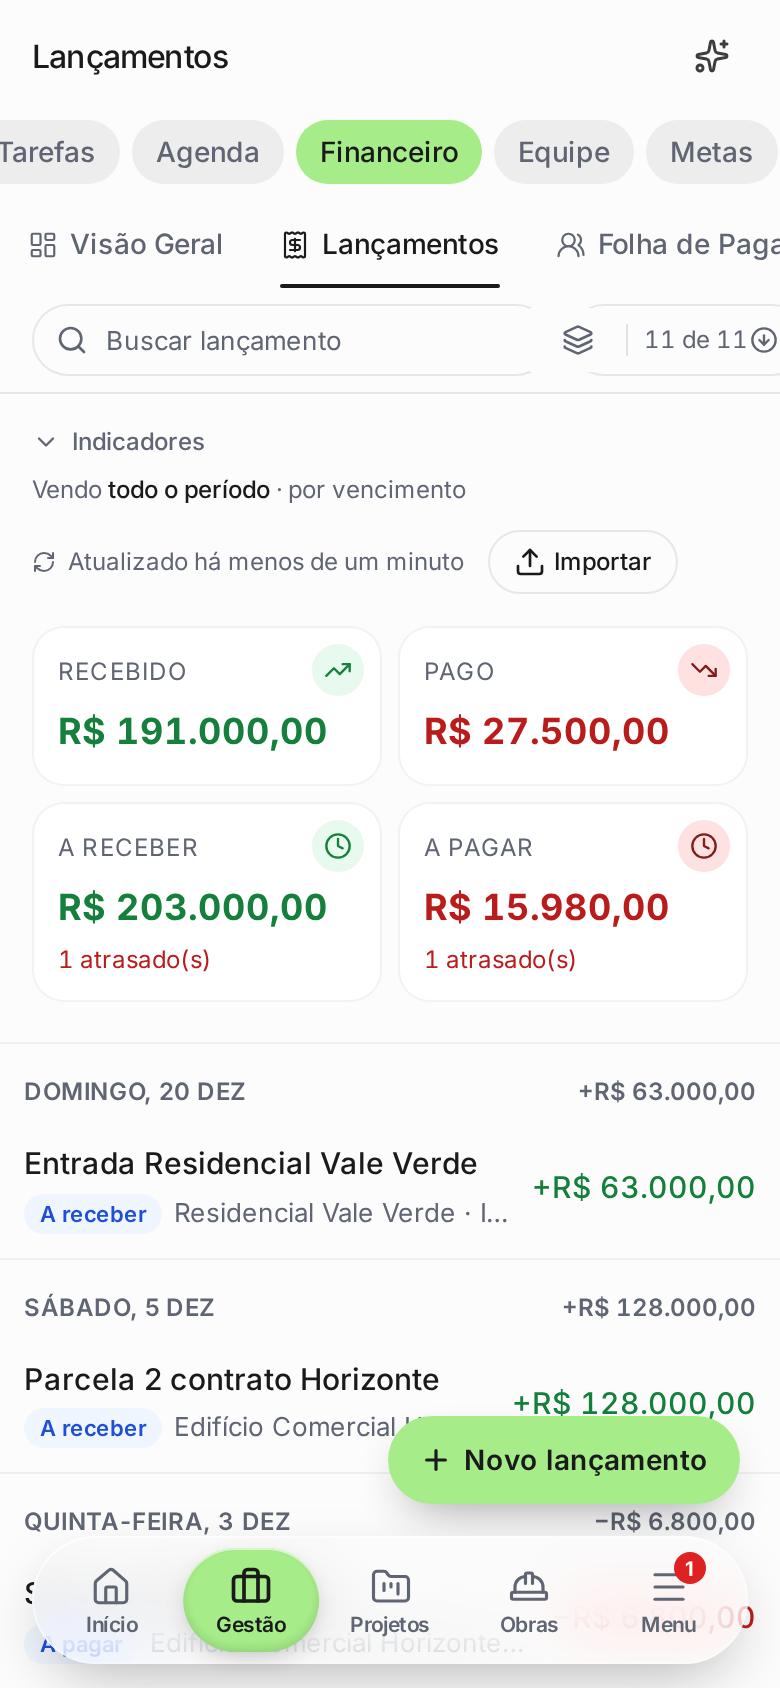 Lançamentos
Tarefas Agenda Financeiro Equipe Metas
Visão Geral Lançamentos Folha de Paga
Buscar lançamento 11 de 11
Indicadores
Vendo todo o período · por vencimento
Atualizado há menos de um minuto Importar
RECEBIDO PAGO
R$ 191.000,00 R$ 27.500,00
A RECEBER A PAGAR
R$ 203.000,00 R$ 15.980,00
1 atrasado(s) 1 atrasado(s)
DOMINGO, 20 DEZ +R$ 63.000,00
Entrada Residencial Vale Verde +R$ 63.000,00
A receber Residencial Vale Verde · I...
SÁBADO, 5 DEZ +R$ 128.000,00
Parcela 2 contrato Horizonte +R$ 128.000,00
A receber Edifício Comercial
Novo lançamento
QUINTA-FEIRA, 3 DEZ −R$ 6.800,00
1
Início Gestão Projetos Obras Menu
A pagar Horizonte...